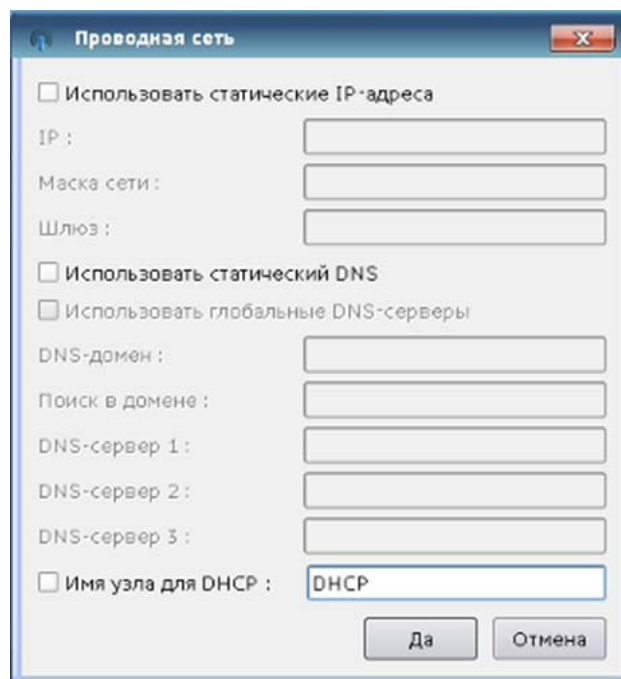 Проводная сеть
Использовать статические IP-адреса
IP :
Маска сети :
Шлюз :
Использовать статический DNS
Использовать глобальные DNS-серверы
DNS-домен :
Поиск в домене :
DNS-сервер 1 :
DNS-сервер 2 :
DNS-сервер 3 :
Имя узла для DHCP : DHCP
Да Отмена